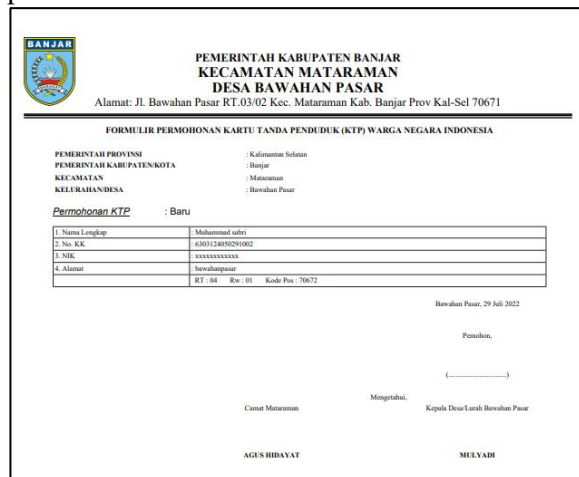 BANJAR
PEMERINTAH KABUPATEN BANJAR
KECAMATAN MATARAMAN
DESA BAWAHAN PASAR
Alamat: Jl. Bawahan Pasar RT.03/02 Kec. Mataraman Kab. Banjar Prov Kal-Sel 70671
FORMULIR PERMOHONAN KARTU TANDA PENDUDUK (KTP) WARGA NEGARA INDONESIA
PEMERINTAH PROVINSI : Kalimantan Selatan
PEMERINTAH KABUPATEN/KOTA : Banjar
KECAMATAN : Mataraman
KELURAHAN/DESA : Bawahan Pasar
Permohonan KTP : Baru
1. Nama Lengkap : Muhammad sabri
2. No. KK : 6303124050291002
3. NIK : xxxxxxxxxxxx
4. Alamat : bawahanpasar
RT : 04 Rw : 01 Kode Pos : 70672
Bawahan Pasar, 29 Juli 2022
Pemohon,
(............................)
Mengetahui,
Camat Mataraman Kepala Desa/Lurah Bawahan Pasar
AGUS HIDAYAT MULYADI